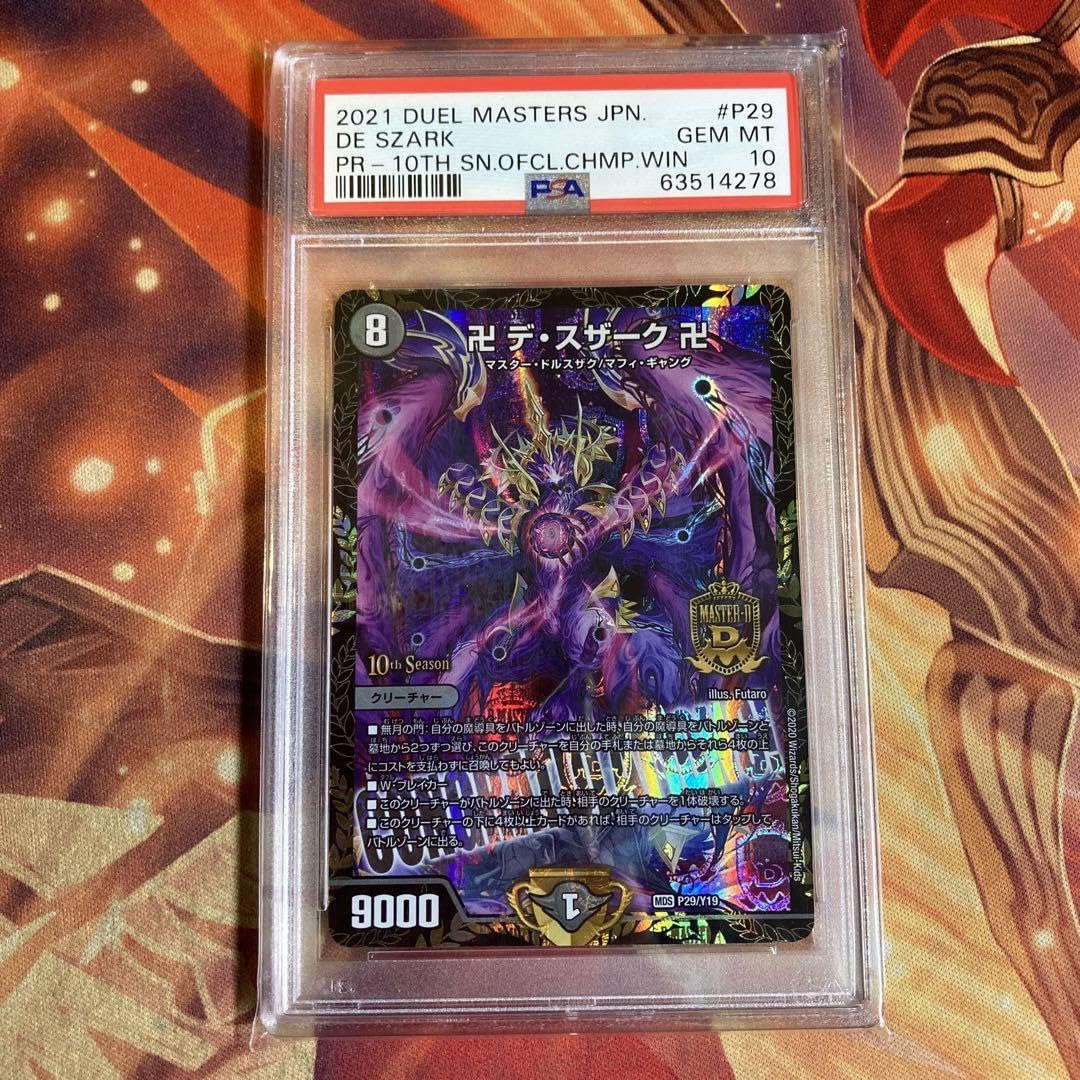 2021 DUEL MASTERS JPN. #P29
DE SZARK GEM MT
PR - 10TH SN.OFCL.CHMP.WIN 10
PSA 63514278
8
卍 デ・スザーク 卍
マスター・ドルスザク/マフィ・ギャング
MASTER-D
DM
10th Season
クリーチャー
illus. Futaro
■無月の門:自分の魔導具をバトルゾーンに出した時、自分の魔導具をバトルゾーンと
墓地から2つずつ選び、このクリーチャーを自分の手札または墓地からそれら4枚の上
にコストを支払わずに召喚してもよい。
■W・ブレイカー
■このクリーチャーがバトルゾーンに出た時、相手のクリーチャーを1体破壊する。
■このクリーチャーの下に4枚以上カードがあれば、相手のクリーチャーはタップして
バトルゾーンに出る。
©2020 Wizards/Shogakukan/Mitsui-Kids
9000
1
MDS P29/Y19